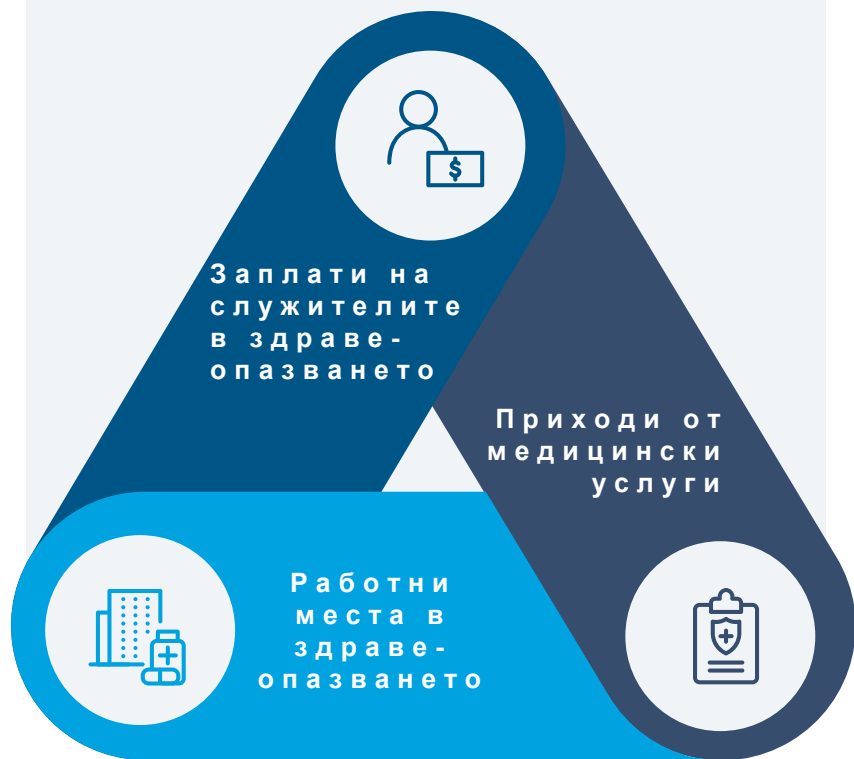 $
Заплати на
служителите
в здраве-
опазването
Приходи от
медицински
услуги
Работни
места в
здраве-
опазването